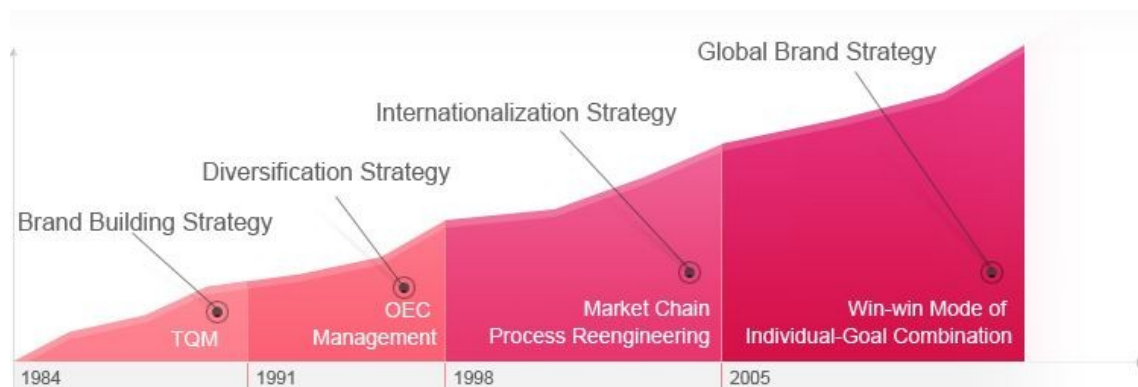 Global Brand Strategy
Internationalization Strategy
Diversification Strategy
Brand Building Strategy
TQM
OEC
Management
Market Chain
Process Reengineering
Win-win Mode of
Individual-Goal Combination
1984
1991
1998
2005